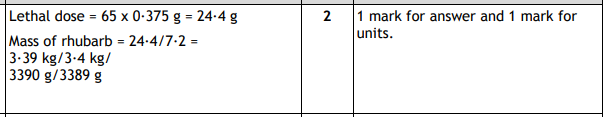 Lethal dose = 65 x 0·375 g = 24·4 g
Mass of rhubarb = 24·4/7·2 =
3·39 kg/3·4 kg/
3390 g/3389 g
2
1 mark for answer and 1 mark for
units.